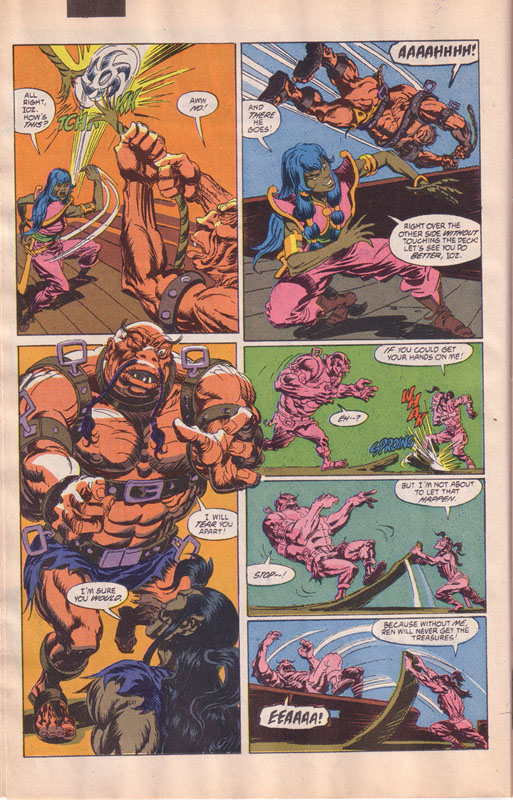 ALL
RIGHT,
IOZ.
HOW'S
THIS?
AWW
NO!
AAAAHHHH!
AND
THERE
HE
GOES!
RIGHT OVER THE
OTHER SIDE WITHOUT
TOUCHING THE DECK!
LET'S SEE YOU DO
BETTER, IOZ.
I WILL
TEAR YOU
APART!
I'M SURE
YOU WOULD.
IF YOU COULD GET
YOUR HANDS ON ME!
EH--?
SPROING
BUT I'M NOT ABOUT
TO LET THAT
HAPPEN.
STOP--!
BECAUSE WITHOUT ME,
REN WILL NEVER GET THE
TREASURES!
EEAAAA!